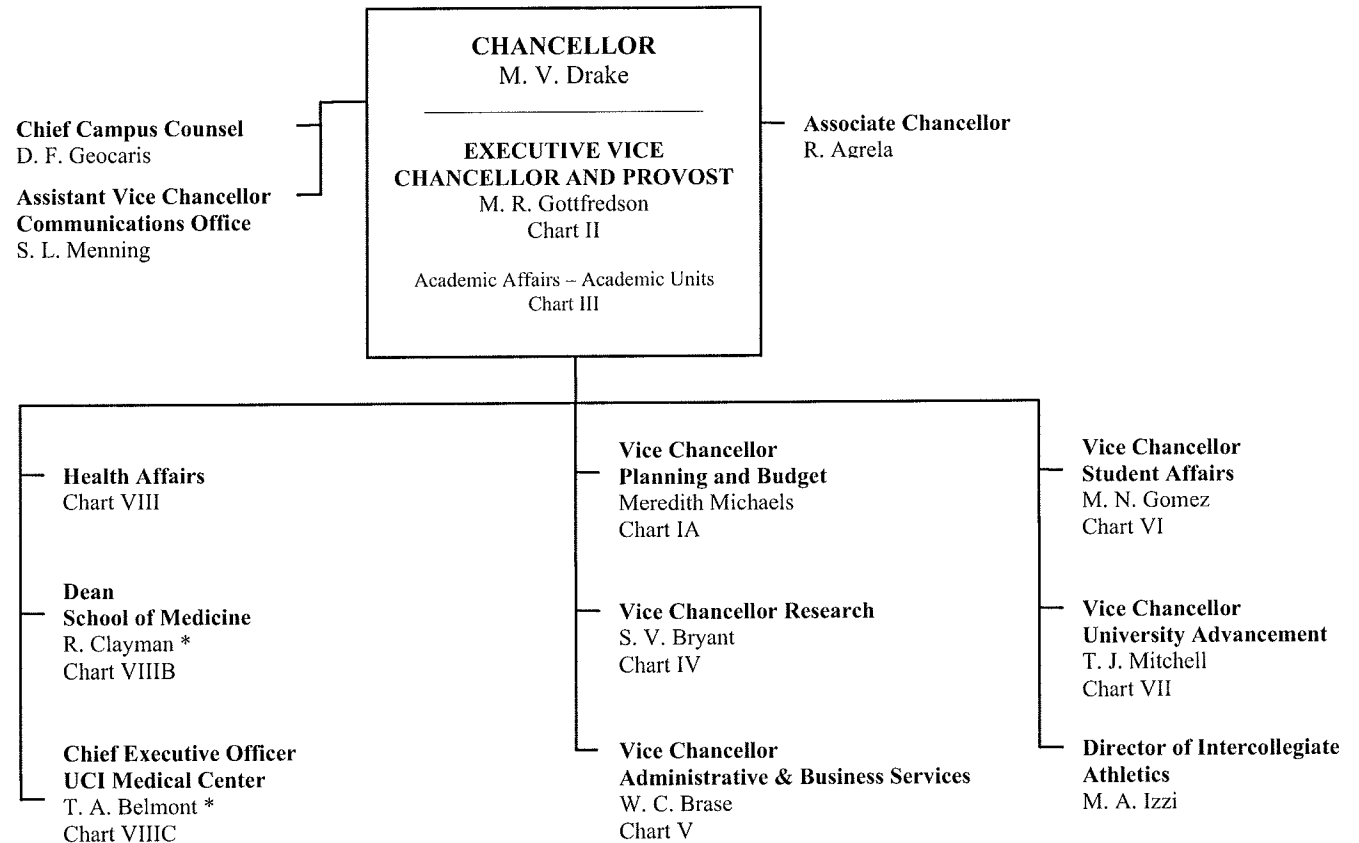 CHANCELLOR
M. V. Drake
EXECUTIVE VICE
CHANCELLOR AND PROVOST
M. R. Gottfredson
Chart II
Academic Affairs – Academic Units
Chart III
Chief Campus Counsel
D. F. Geocaris
Assistant Vice Chancellor
Communications Office
S. L. Menning
Associate Chancellor
R. Agrela
Health Affairs
Chart VIII
Dean
School of Medicine
R. Clayman *
Chart VIIIB
Chief Executive Officer
UCI Medical Center
T. A. Belmont *
Chart VIIIC
Vice Chancellor
Planning and Budget
Meredith Michaels
Chart IA
Vice Chancellor Research
S. V. Bryant
Chart IV
Vice Chancellor
Administrative & Business Services
W. C. Brase
Chart V
Vice Chancellor
Student Affairs
M. N. Gomez
Chart VI
Vice Chancellor
University Advancement
T. J. Mitchell
Chart VII
Director of Intercollegiate
Athletics
M. A. Izzi